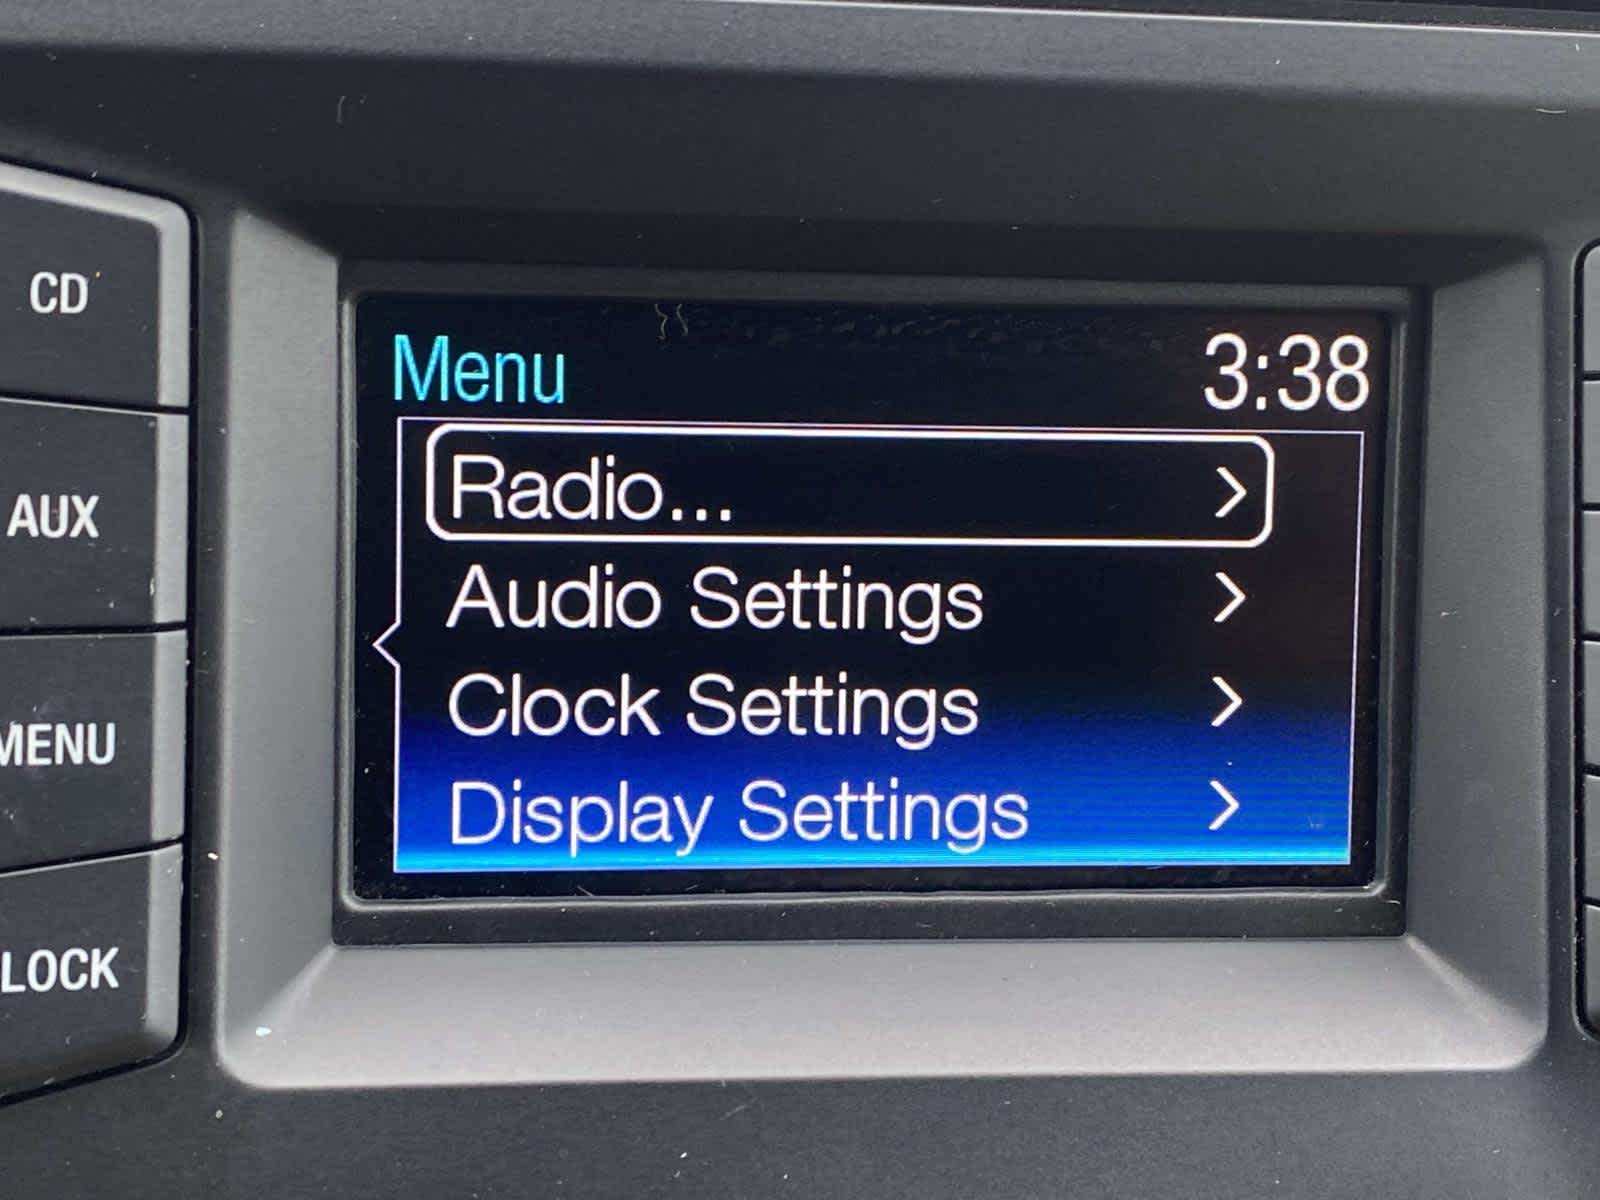 CD
AUX
MENU
LOCK
Menu 3:38
Radio...
Audio Settings
Clock Settings
Display Settings